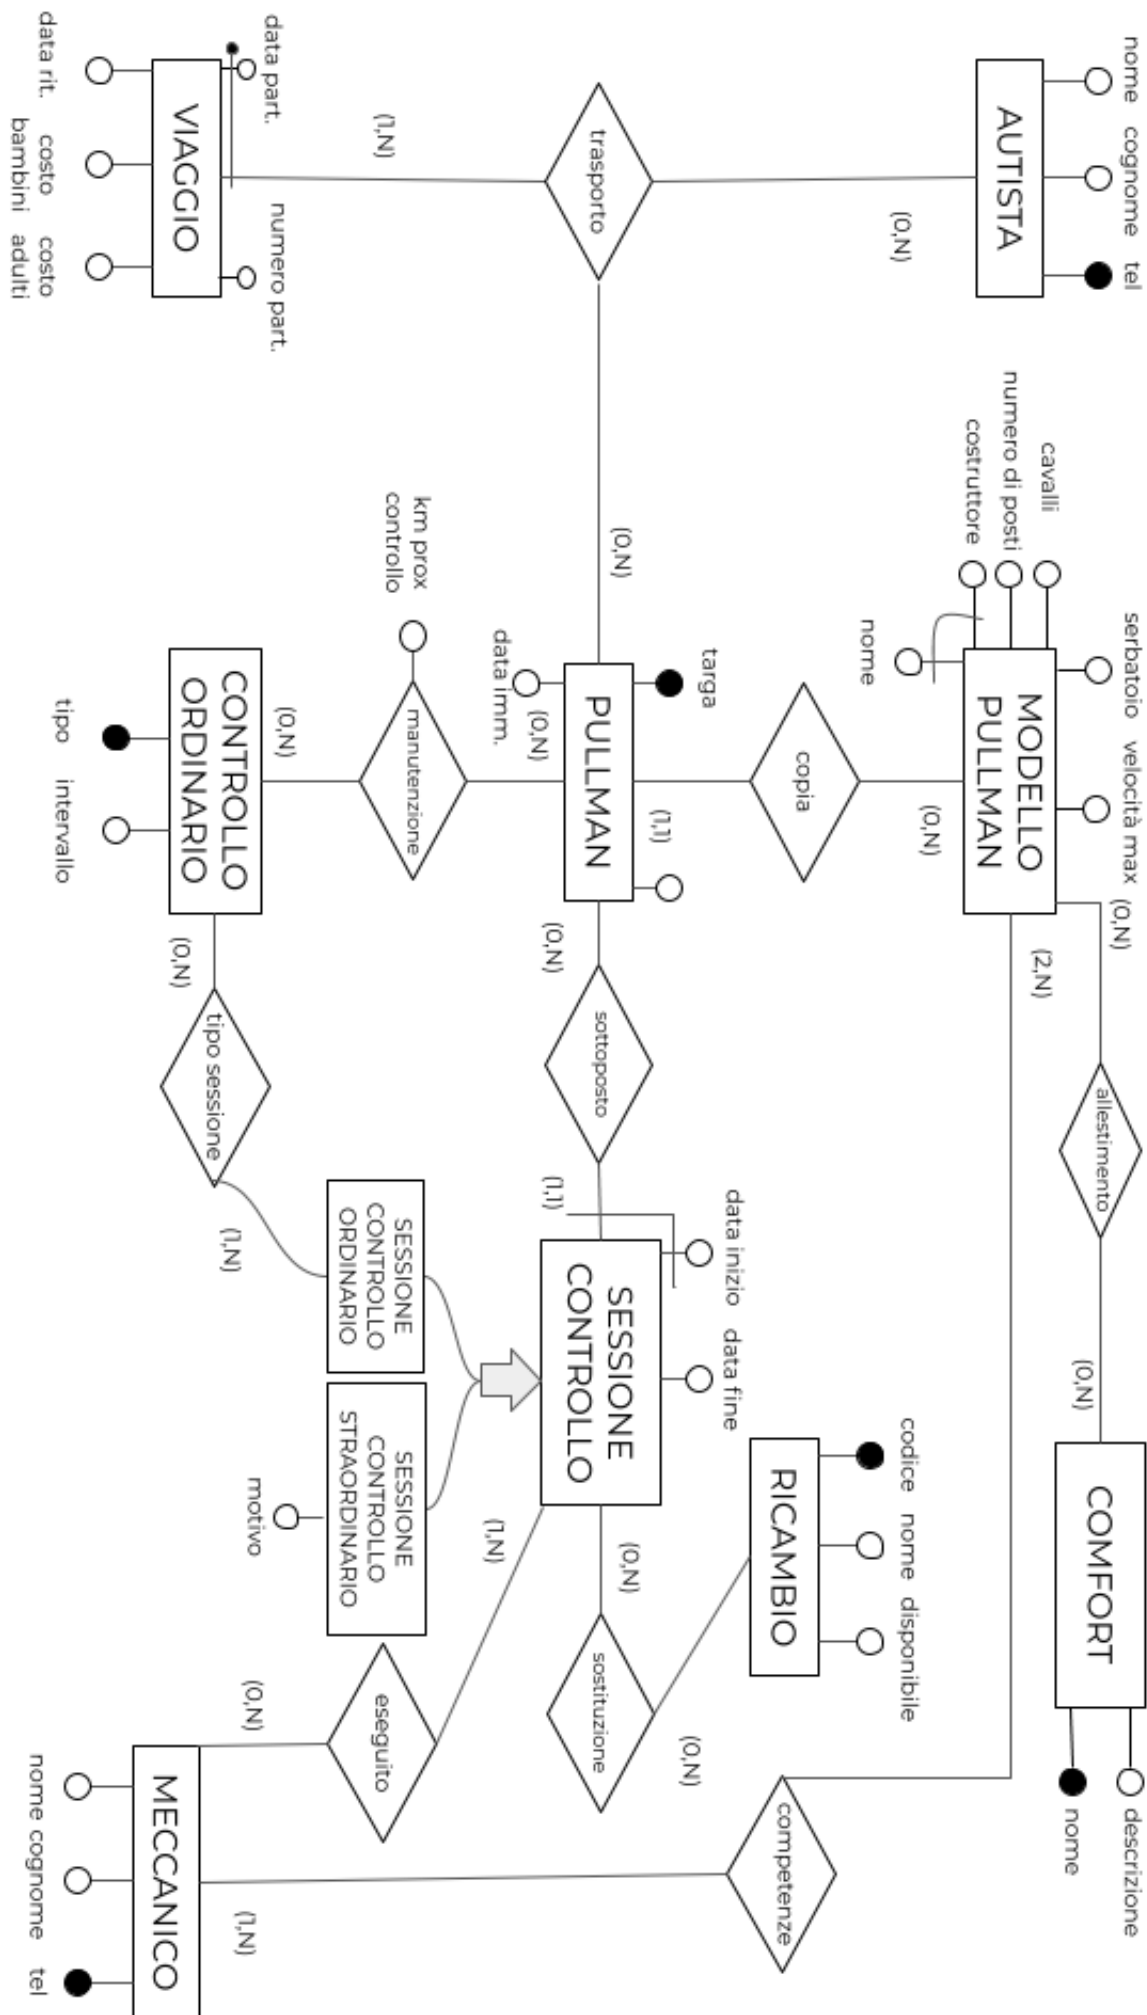 nome cognome tel
AUTISTA
(0,N)
trasporto
(1,N)
data part.
numero part.
VIAGGIO
data rit.
costo
bambini
costo
adulti
cavalli
numero di posti
costruttore
nome
serbatoio velocità max
MODELLO
PULLMAN
(0,N)
(2,N)
(0,N)
allestimento
(0,N)
COMFORT
descrizione
nome
copia
(1,1)
targa
(0,N)
PULLMAN
data imm.
(0,N)
(0,N)
km prox
controllo
manutenzione
(0,N)
CONTROLLO
ORDINARIO
tipo intervallo
(0,N)
tipo sessione
(1,N)
sottoposto
(1,1)
data inizio data fine
SESSIONE
CONTROLLO
SESSIONE
CONTROLLO
ORDINARIO
SESSIONE
CONTROLLO
STRAORDINARIO
motivo
codice nome disponibile
RICAMBIO
(0,N)
sostituzione
(0,N)
(1,N)
eseguito
(0,N)
competenze
(1,N)
MECCANICO
nome cognome tel